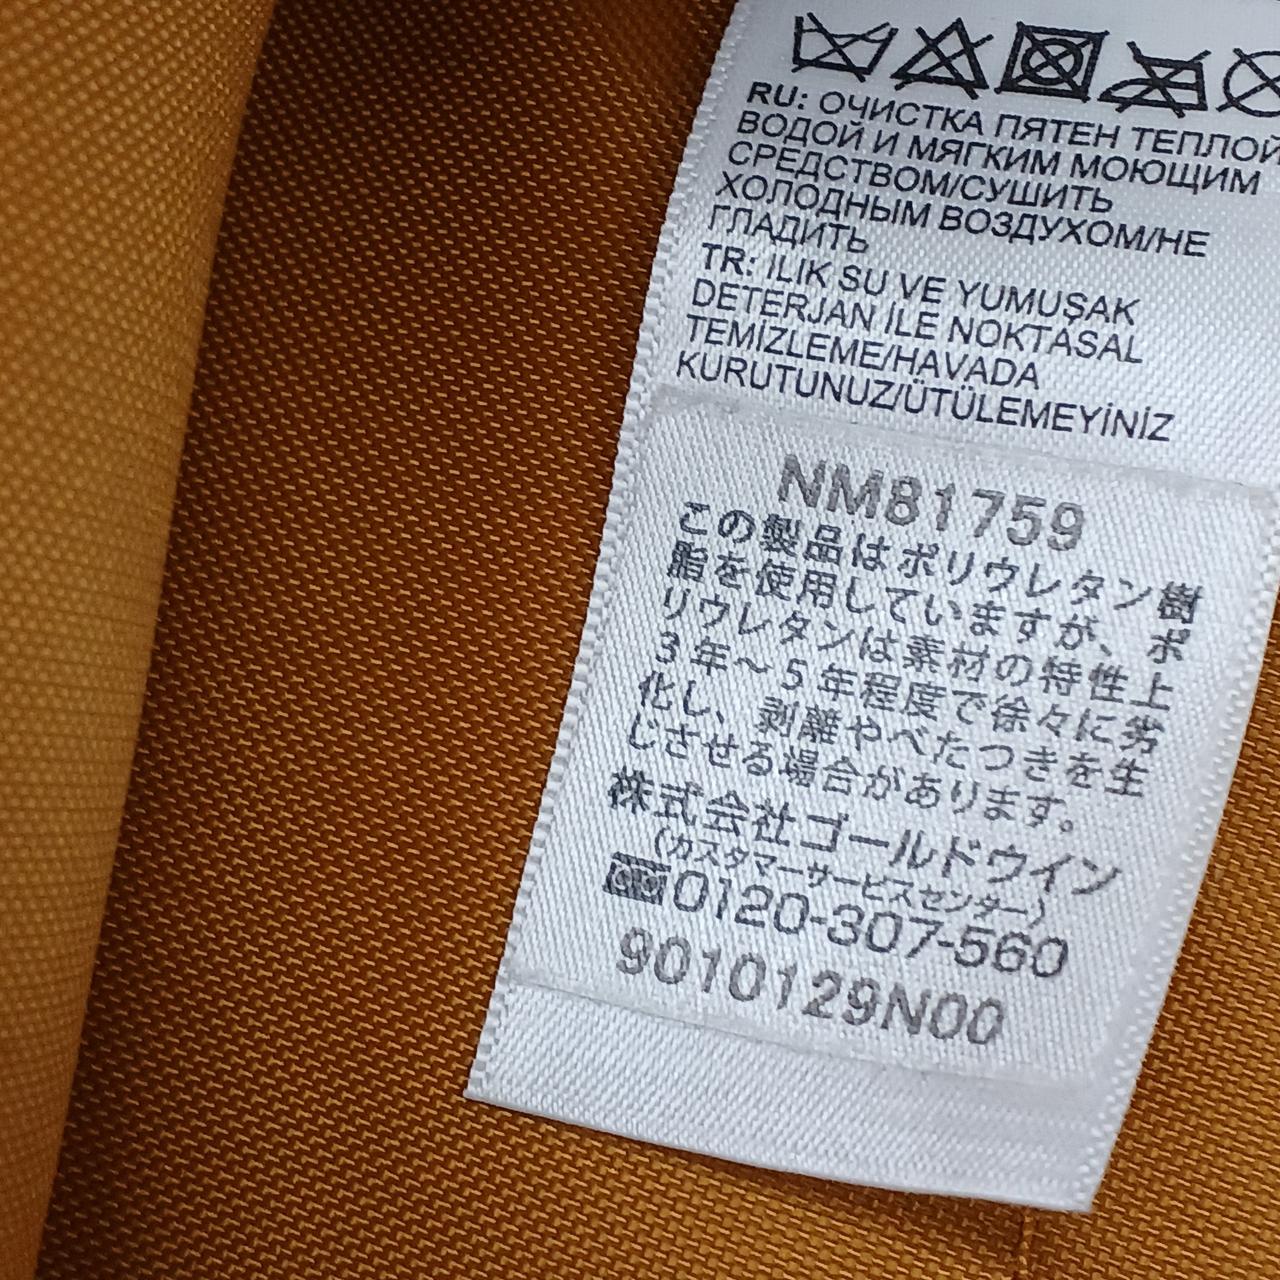 RU: ОЧИСТКА ПЯТЕН ТЕПЛОЙ
ВОДОЙ И МЯГКИМ МОЮЩИМ
СРЕДСТВОМ/СУШИТЬ
ХОЛОДНЫМ ВОЗДУХОМ/НЕ
ГЛАДИТЬ
TR: ILIK SU VE YUMUŞAK
DETERJAN İLE NOKTASAL
TEMİZLEME/HAVADA
KURUTUNUZ/ÜTÜLEMEYİNİZ
NM81759
この製品はポリウレタン樹
脂を使用していますが、ポ
リウレタンは素材の特性上
3年～5年程度で徐々に劣
化し、剥離やべたつきを生
じさせる場合があります。
株式会社ゴールドウイン
(カスタマーサービスセンター)
0120-307-560
9010129N00